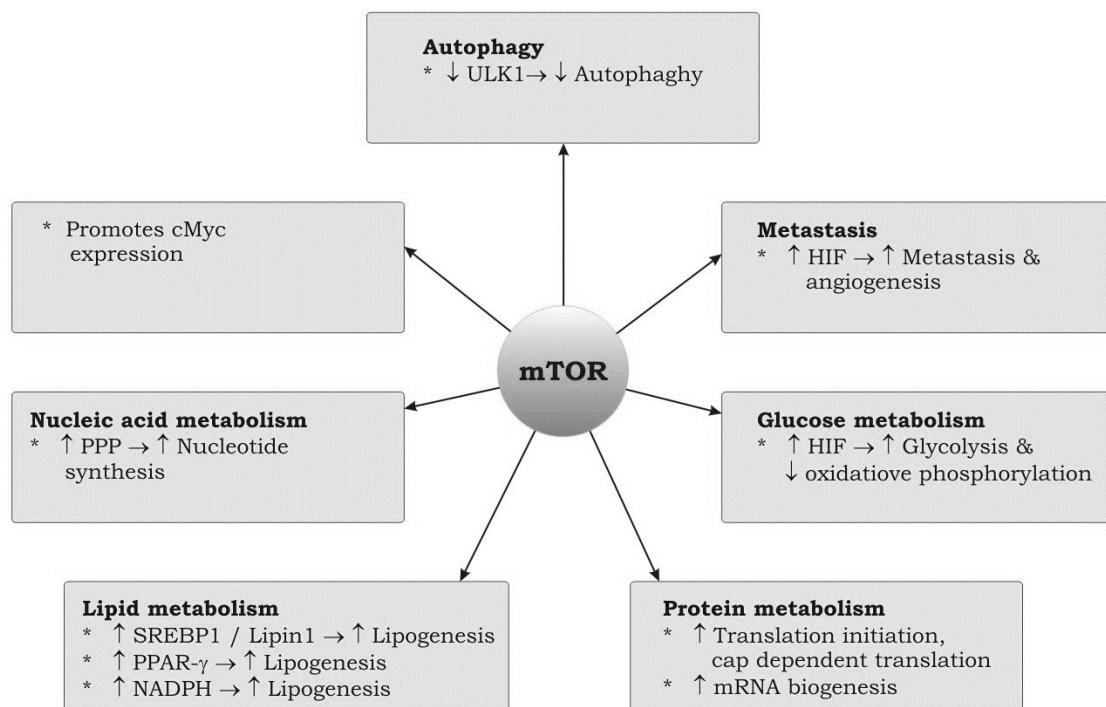 Autophagy
* ↓ ULK1→ ↓ Autophaghy
* Promotes cMyc
expression
Metastasis
* ↑ HIF → ↑ Metastasis &
angiogenesis
mTOR
Nucleic acid metabolism
* ↑ PPP → ↑ Nucleotide
synthesis
Glucose metabolism
* ↑ HIF → ↑ Glycolysis &
↓ oxidatiove phosphorylation
Lipid metabolism
* ↑ SREBP1 / Lipin1 → ↑ Lipogenesis
* ↑ PPAR-γ → ↑ Lipogenesis
* ↑ NADPH → ↑ Lipogenesis
Protein metabolism
* ↑ Translation initiation,
cap dependent translation
* ↑ mRNA biogenesis